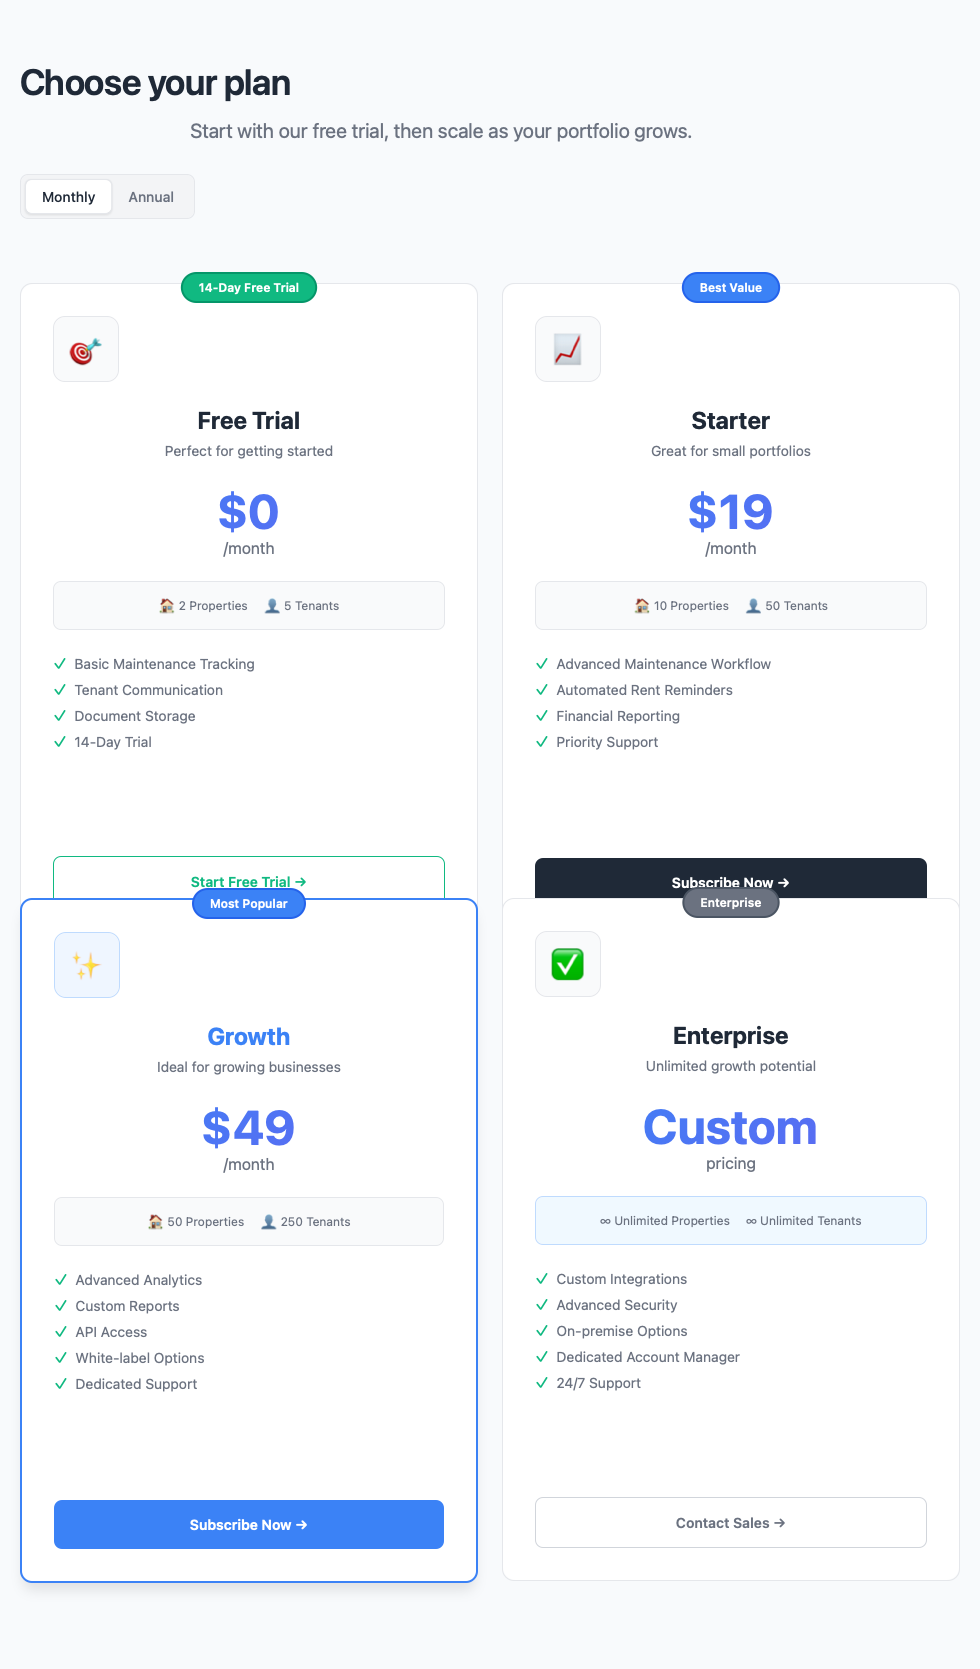 Choose your plan
Start with our free trial, then scale as your portfolio grows.
Monthly Annual
14-Day Free Trial
Free Trial
Perfect for getting started
$0
/month
2 Properties 5 Tenants
Basic Maintenance Tracking
Tenant Communication
Document Storage
14-Day Trial
Start Free Trial →
Best Value
Starter
Great for small portfolios
$19
/month
10 Properties 50 Tenants
Advanced Maintenance Workflow
Automated Rent Reminders
Financial Reporting
Priority Support
Subscribe Now →
Most Popular
Growth
Ideal for growing businesses
$49
/month
50 Properties 250 Tenants
Advanced Analytics
Custom Reports
API Access
White-label Options
Dedicated Support
Subscribe Now →
Enterprise
Enterprise
Unlimited growth potential
Custom
pricing
∞ Unlimited Properties ∞ Unlimited Tenants
Custom Integrations
Advanced Security
On-premise Options
Dedicated Account Manager
24/7 Support
Contact Sales →